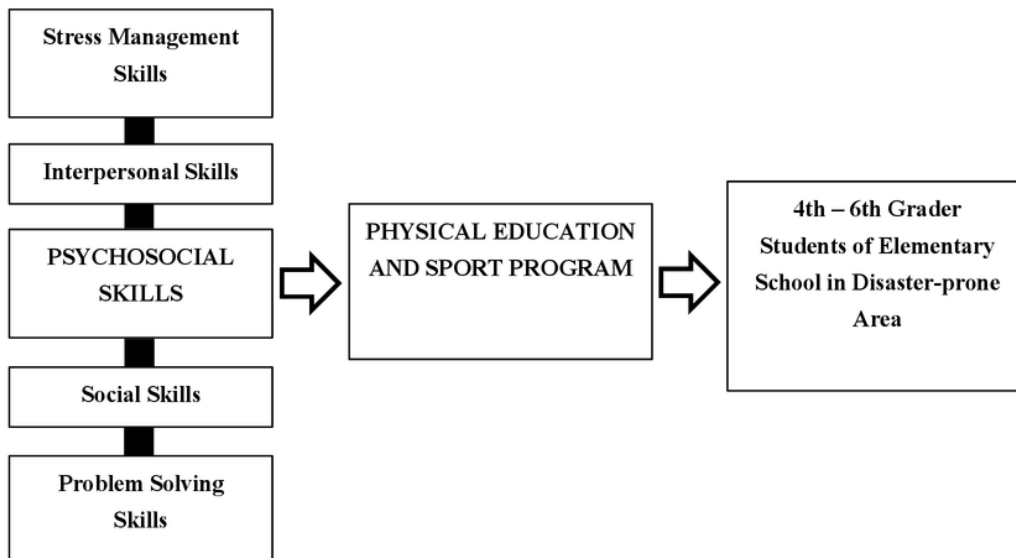 Stress Management
Skills
Interpersonal Skills
PSYCHOSOCIAL
SKILLS
Social Skills
Problem Solving
Skills
PHYSICAL EDUCATION
AND SPORT PROGRAM
4th – 6th Grader
Students of Elementary
School in Disaster-prone
Area